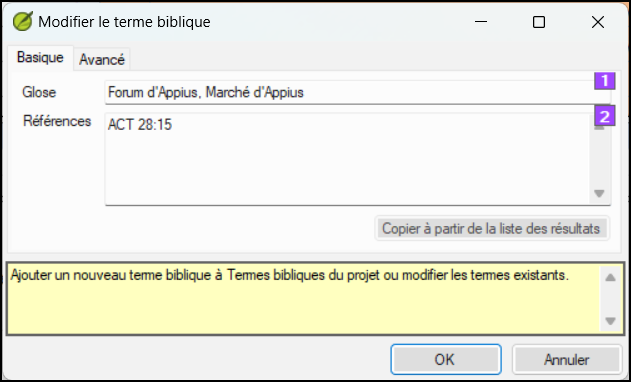 Modifier le terme biblique
Basique Avancé
Glose Forum d'Appius, Marché d'Appius 1
Références ACT 28:15 2
Copier à partir de la liste des résultats
Ajouter un nouveau terme biblique à Termes bibliques du projet ou modifier les termes existants.
OK Annuler